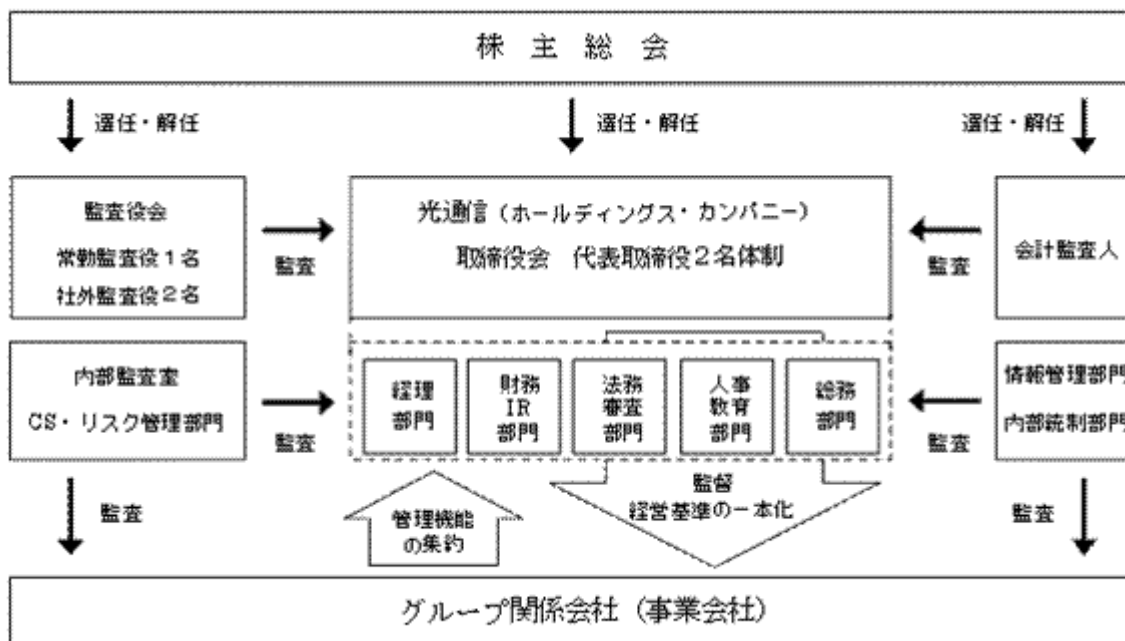 株主総会
選任・解任
選任・解任
選任・解任
監査役会
常勤監査役1名
社外監査役2名
監査
光通信(ホールディングス・カンパニー)
取締役会 代表取締役2名体制
監査
会計監査人
内部監査室
CS・リスク管理部門
監査
経理
部門
財務
IR
部門
法務
審査
部門
人事
教育
部門
総務
部門
監査
情報管理部門
内部統制部門
監査
管理機能
の集約
監督
経営基準の一本化
監査
グループ関係会社(事業会社)